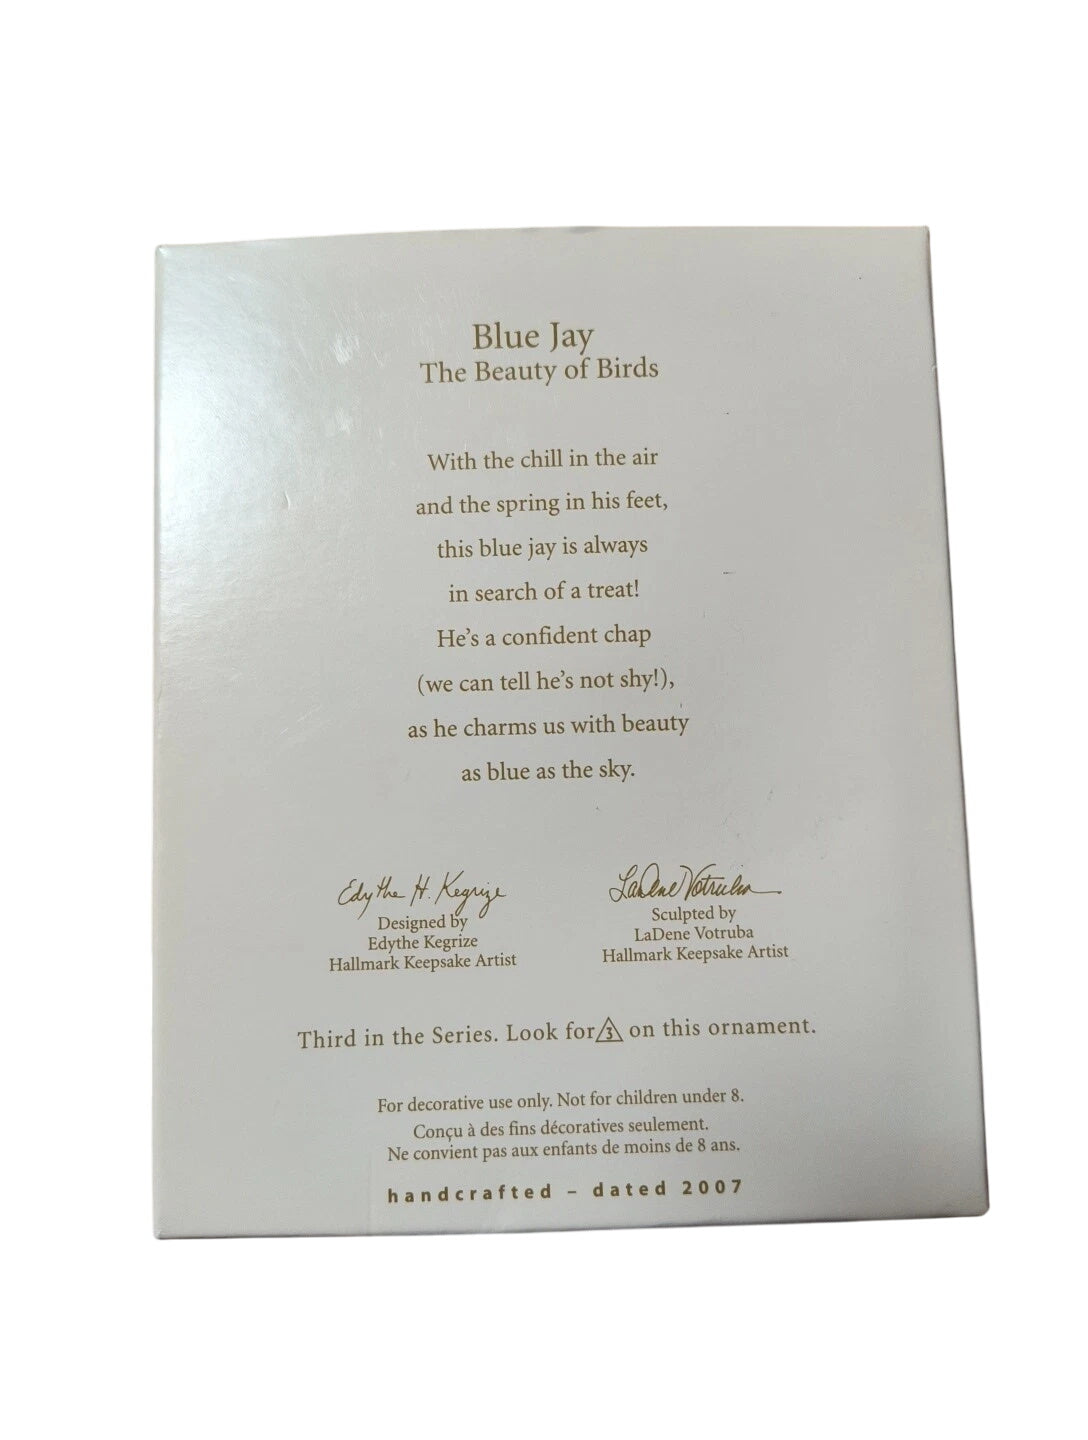 Blue Jay
The Beauty of Birds
With the chill in the air
and the spring in his feet,
this blue jay is always
in search of a treat!
He's a confident chap
(we can tell he's not shy!),
as he charms us with beauty
as blue as the sky.
Edythe H. Kegrize
Designed by
Edythe Kegrize
Hallmark Keepsake Artist
LaDene Votruba
Sculpted by
LaDene Votruba
Hallmark Keepsake Artist
Third in the Series. Look for 3 on this ornament.
For decorative use only. Not for children under 8.
Conçu à des fins décoratives seulement.
Ne convient pas aux enfants de moins de 8 ans.
handcrafted – dated 2007